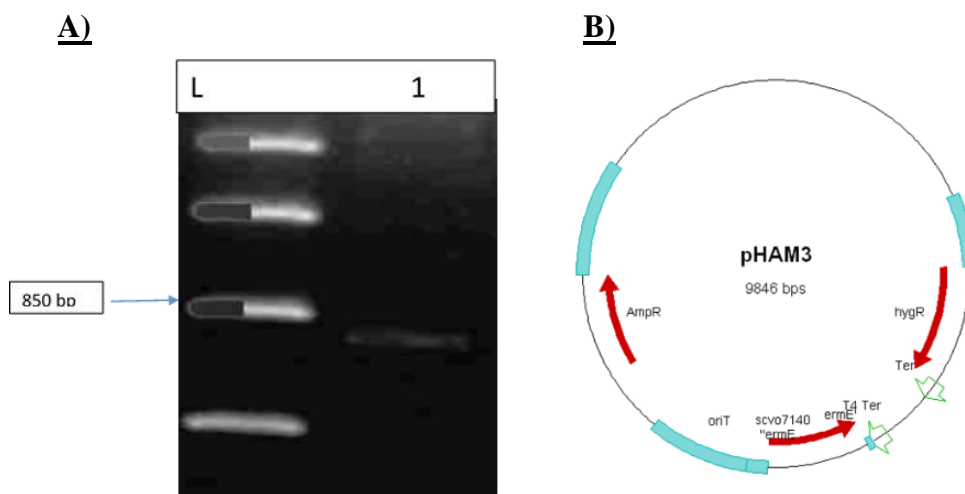 A)
B)
L 1
850 bp
pHAM3
9846 bps
AmpR
hygR
Ter
T4 Ter
oriT
scvo7140
ermE
"ermE